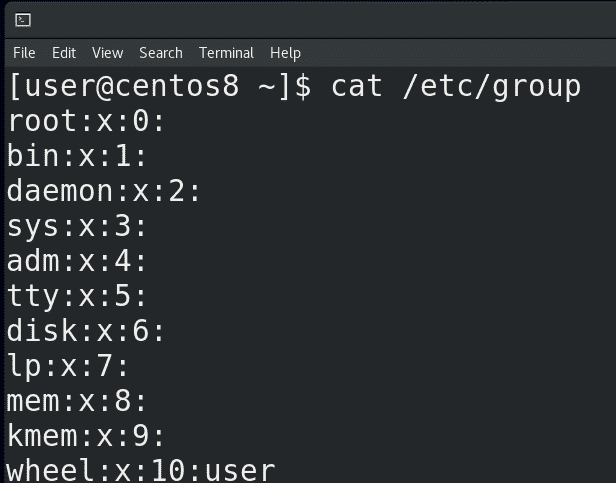 File Edit View Search Terminal Help
[user@centos8 ~]$ cat /etc/group
root:x:0:
bin:x:1:
daemon:x:2:
sys:x:3:
adm:x:4:
tty:x:5:
disk:x:6:
lp:x:7:
mem:x:8:
kmem:x:9:
wheel:x:10:user